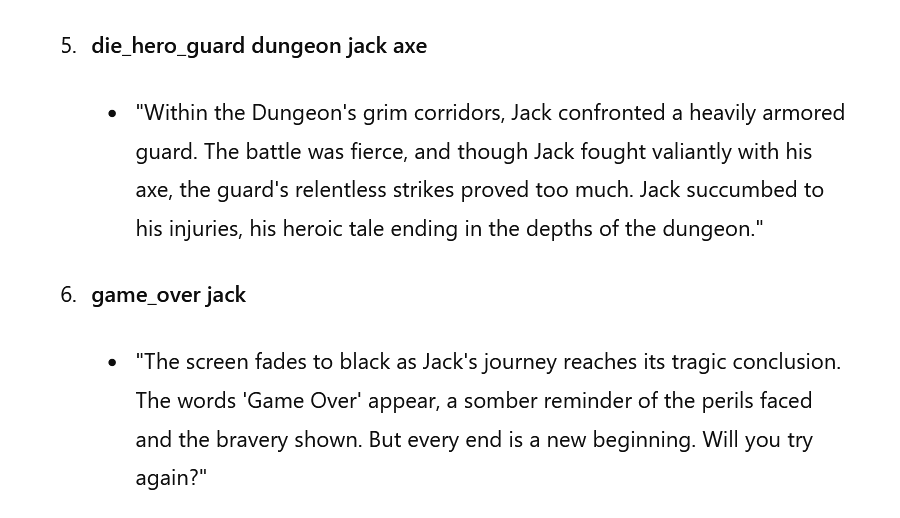 5. die_hero_guard dungeon jack axe
• "Within the Dungeon's grim corridors, Jack confronted a heavily armored
guard. The battle was fierce, and though Jack fought valiantly with his
axe, the guard's relentless strikes proved too much. Jack succumbed to
his injuries, his heroic tale ending in the depths of the dungeon."
6. game_over jack
• "The screen fades to black as Jack's journey reaches its tragic conclusion.
The words 'Game Over' appear, a somber reminder of the perils faced
and the bravery shown. But every end is a new beginning. Will you try
again?"